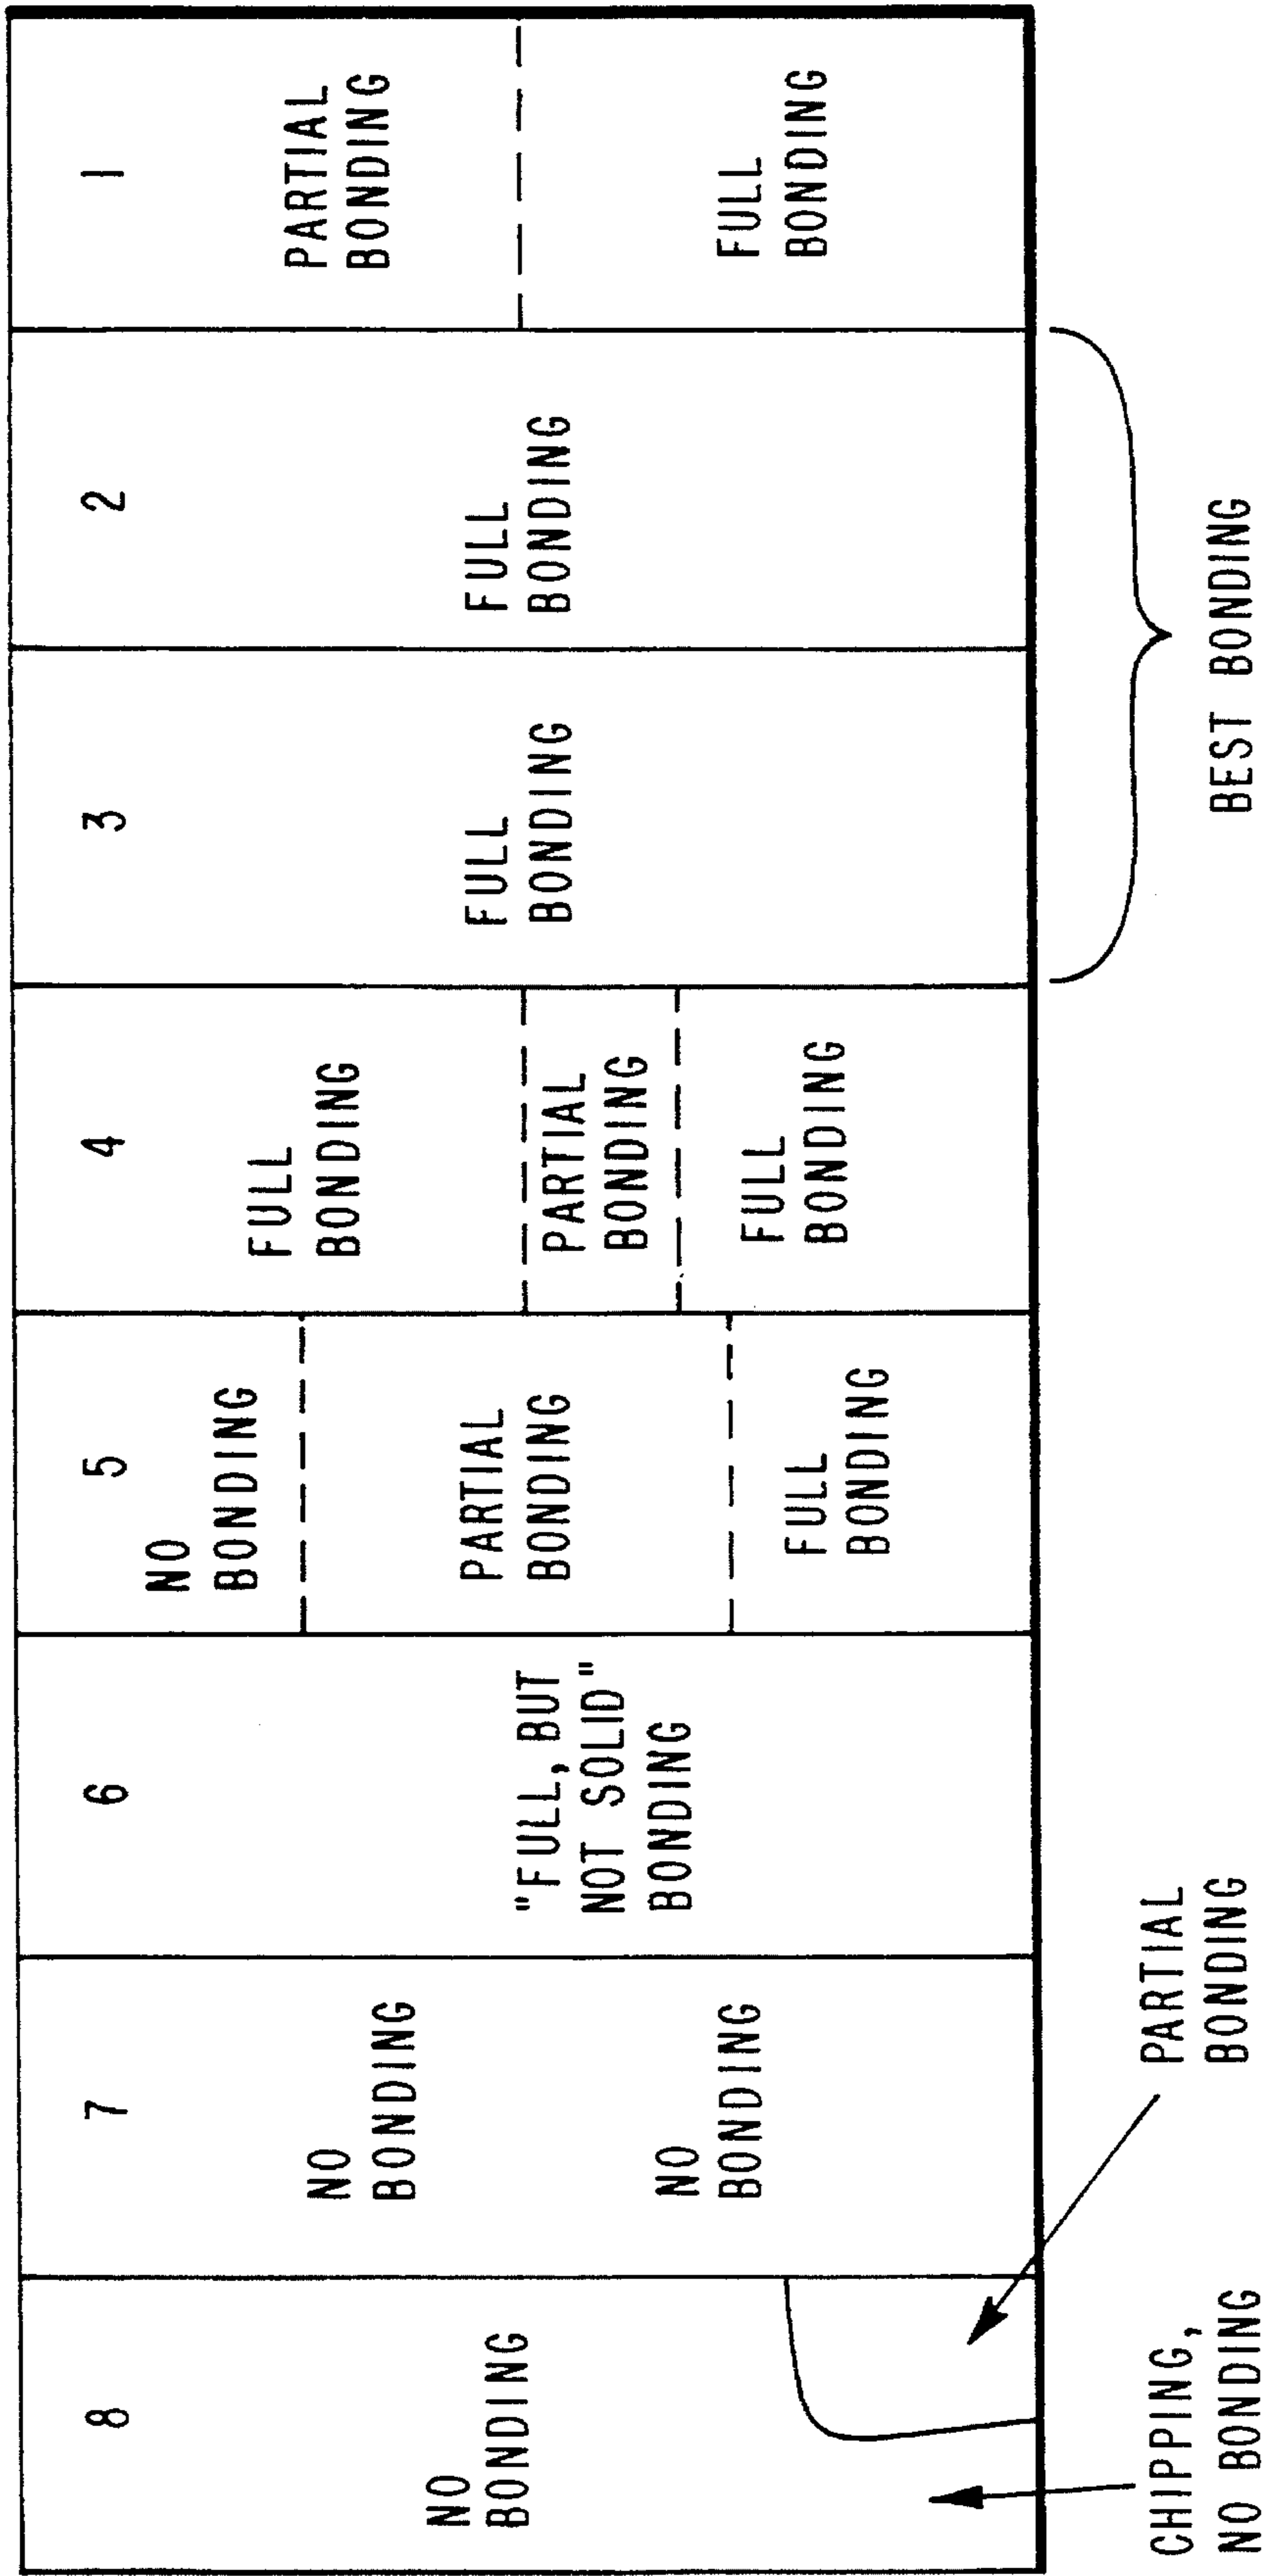 8
NO
BONDING
7
NO
BONDING
NO
BONDING
6
"FULL, BUT
NOT SOLID"
BONDING
5
NO
BONDING
PARTIAL
BONDING
FULL
BONDING
4
FULL
BONDING
PARTIAL
BONDING
FULL
BONDING
3
FULL
BONDING
2
FULL
BONDING
1
PARTIAL
BONDING
FULL
BONDING
CHIPPING,
NO BONDING
PARTIAL
BONDING
BEST BONDING